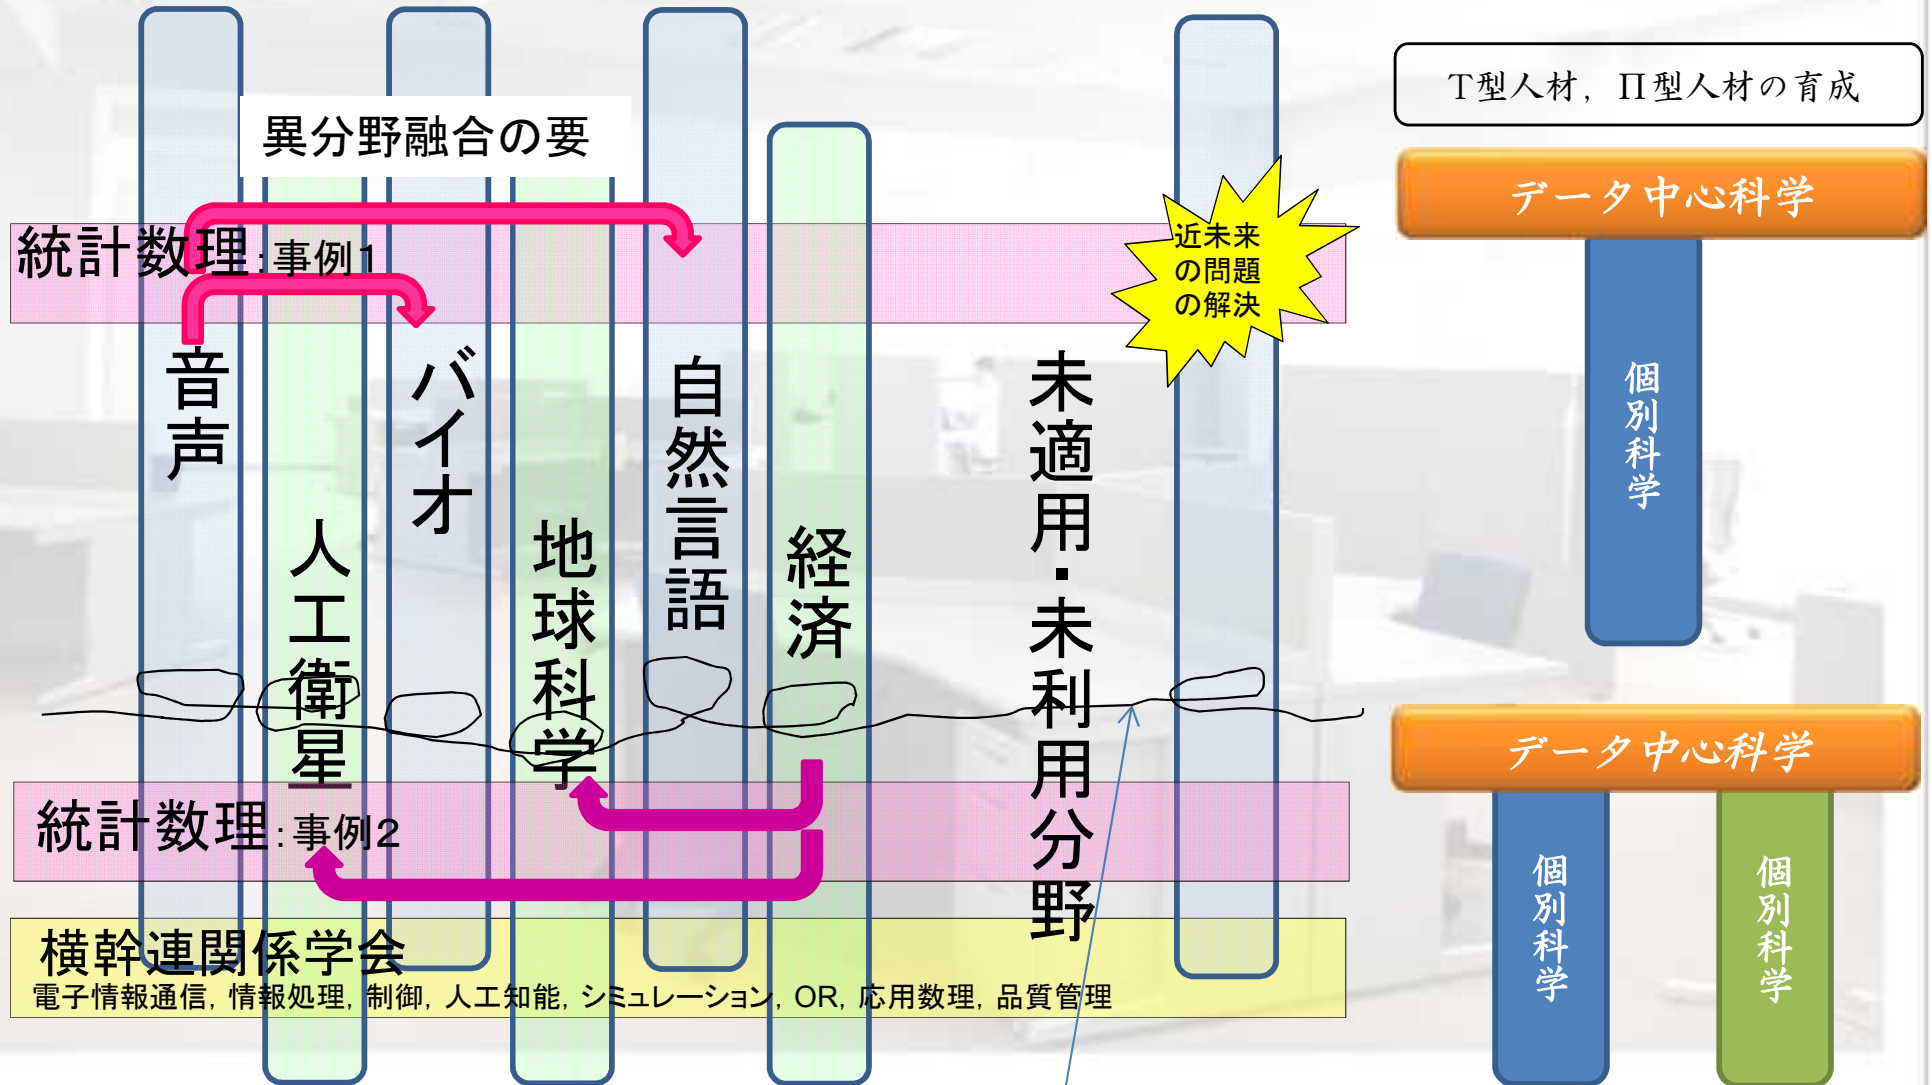 異分野融合の要
統計数理:事例1
近未来
の問題
の解決
音声
人工衛星
バイオ
地球科学
自然言語
経済
未適用・未利用分野
統計数理:事例2
横幹連関係学会
電子情報通信, 情報処理, 制御, 人工知能, シミュレーション, OR, 応用数理, 品質管理
T型人材, Π型人材の育成
データ中心科学
個別科学
データ中心科学
個別科学
個別科学